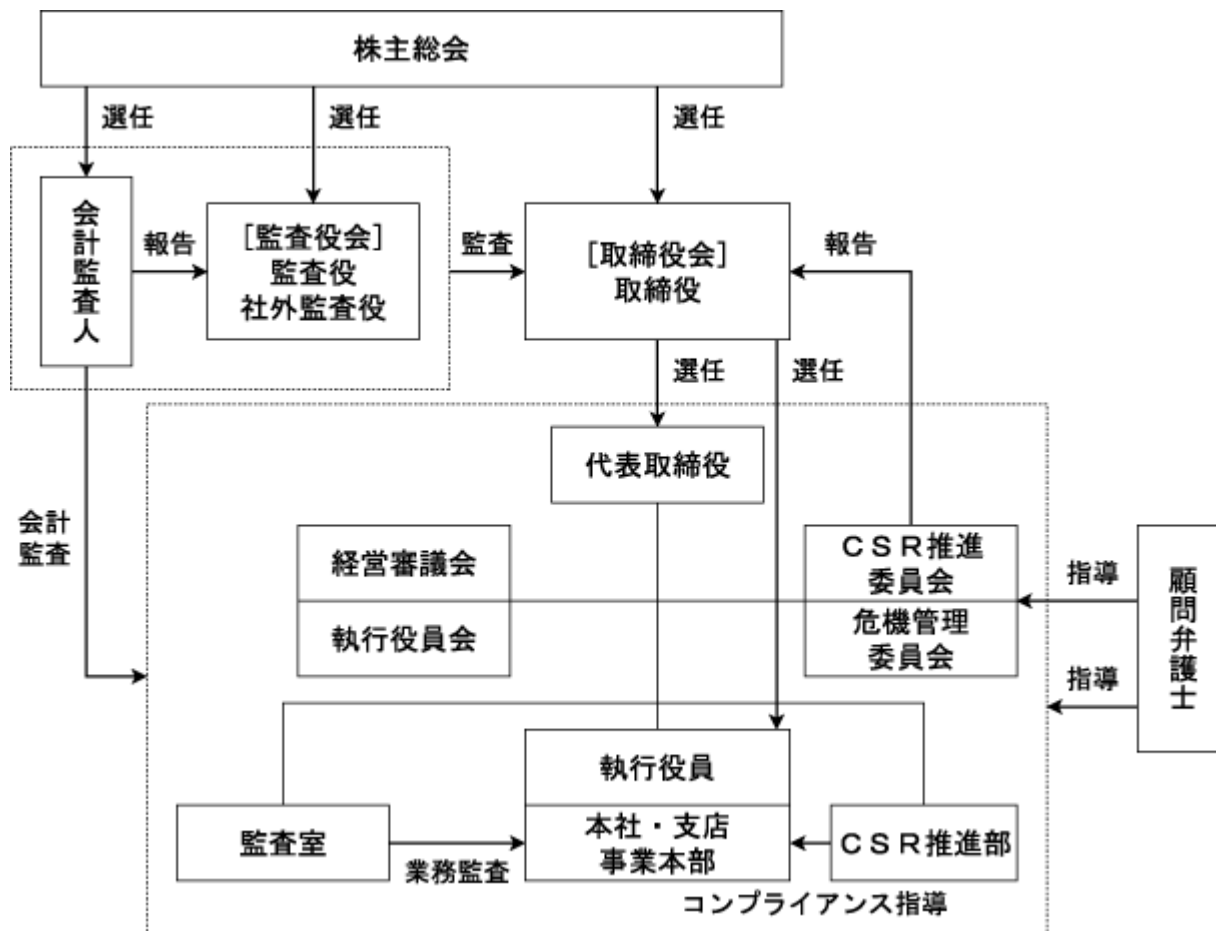 株主総会
選任
選任
選任
会計監査人
報告
[監査役会]
監査役
社外監査役
監査
[取締役会]
取締役
報告
選任
選任
代表取締役
会計
監査
経営審議会
執行役員会
CSR推進
委員会
危機管理
委員会
指導
指導
顧問弁護士
執行役員
本社・支店
事業本部
監査室
業務監査
CSR推進部
コンプライアンス指導